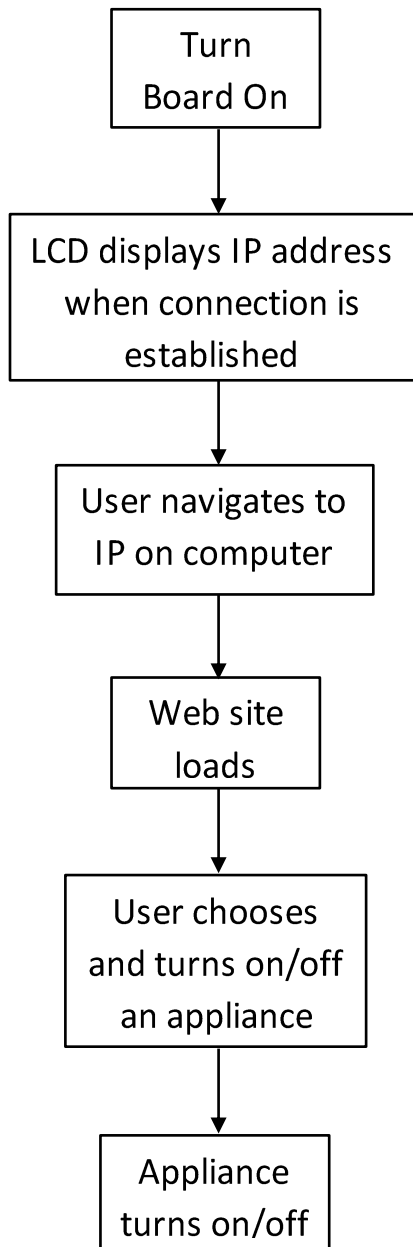 Turn
Board On
LCD displays IP address
when connection is
established
User navigates to
IP on computer
Web site
loads
User chooses
and turns on/off
an appliance
Appliance
turns on/off